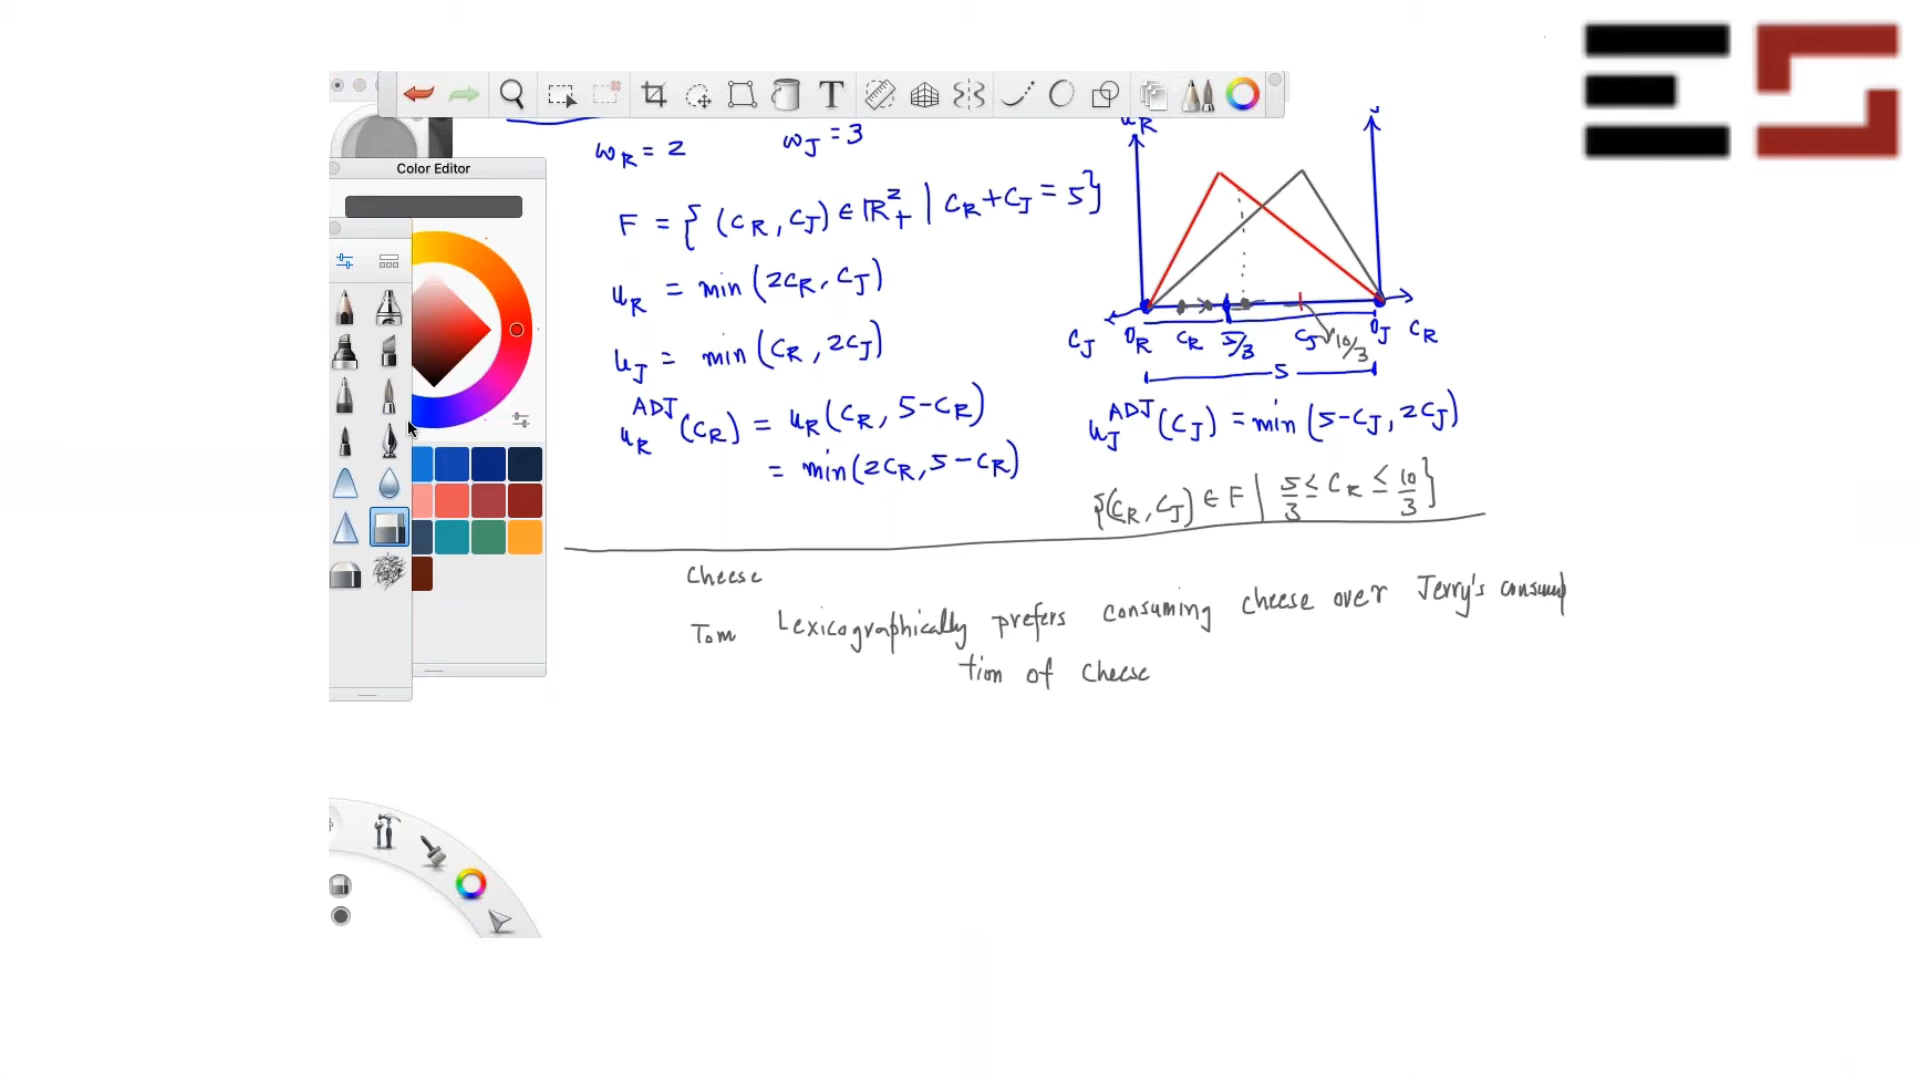 Color Editor
ω_R = 2 ω_J = 3
F = { (C_R, C_J) ∈ ℝ²₊ | C_R + C_J = 5}
u_R = min (2C_R, C_J)
u_J = min (C_R, 2C_J)
u_R^ADJ (C_R) = u_R (C_R, 5-C_R)
= min(2C_R, 5-C_R)
u_R
C_J O_R C_R 5/3 C_J 10/3 O_J C_R
5
u_J^ADJ (C_J) = min (5-C_J, 2C_J)
{(C_R, C_J) ∈ F | 5/3 ≤ C_R ≤ 10/3}
Cheese
Tom Lexicographically prefers consuming cheese over Jerry's consump
tion of cheese
T
ES